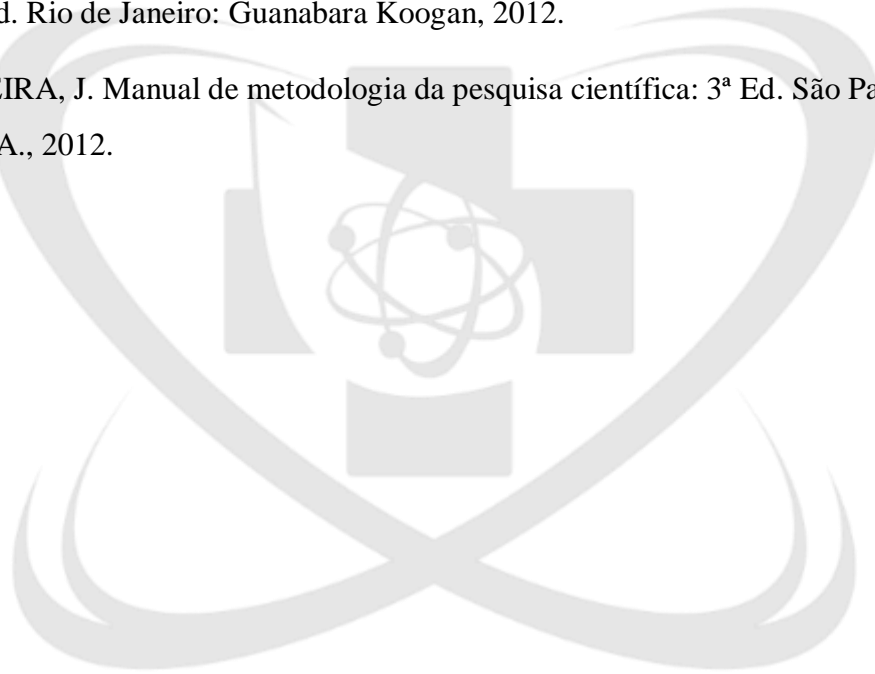 d. Rio de Janeiro: Guanabara Koogan, 2012.
EIRA, J. Manual de metodologia da pesquisa científica: 3ª Ed. São Pa
A., 2012.